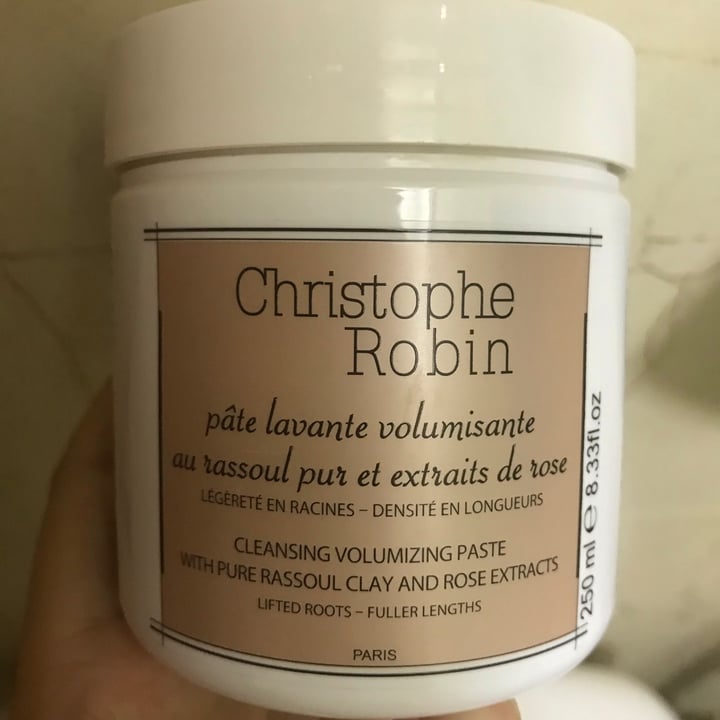 Christophe
Robin
pâte lavante volumisante
au rassoul pur et extraits de rose
LÉGÈRETÉ EN RACINES – DENSITÉ EN LONGUEURS
CLEANSING VOLUMIZING PASTE
WITH PURE RASSOUL CLAY AND ROSE EXTRACTS
LIFTED ROOTS – FULLER LENGTHS
PARIS
250 ml e 8.33fl.oz